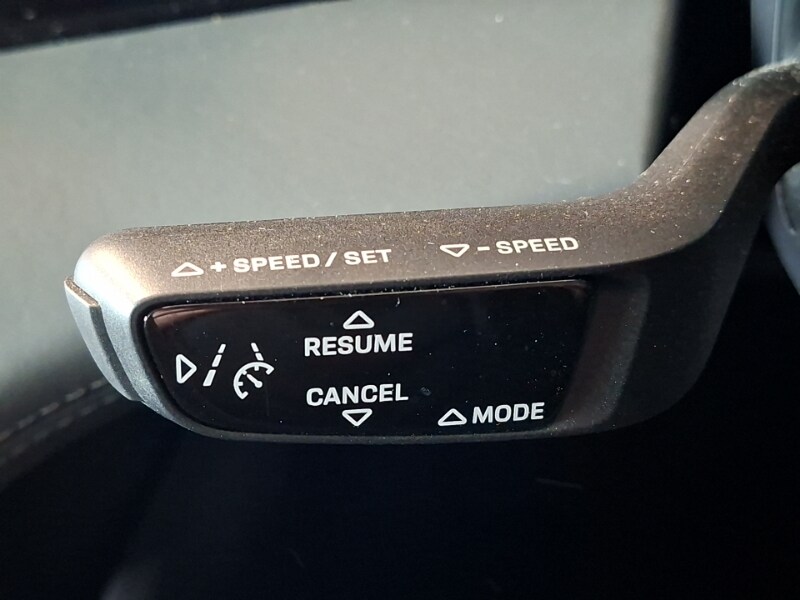 + SPEED / SET - SPEED
RESUME
CANCEL
MODE